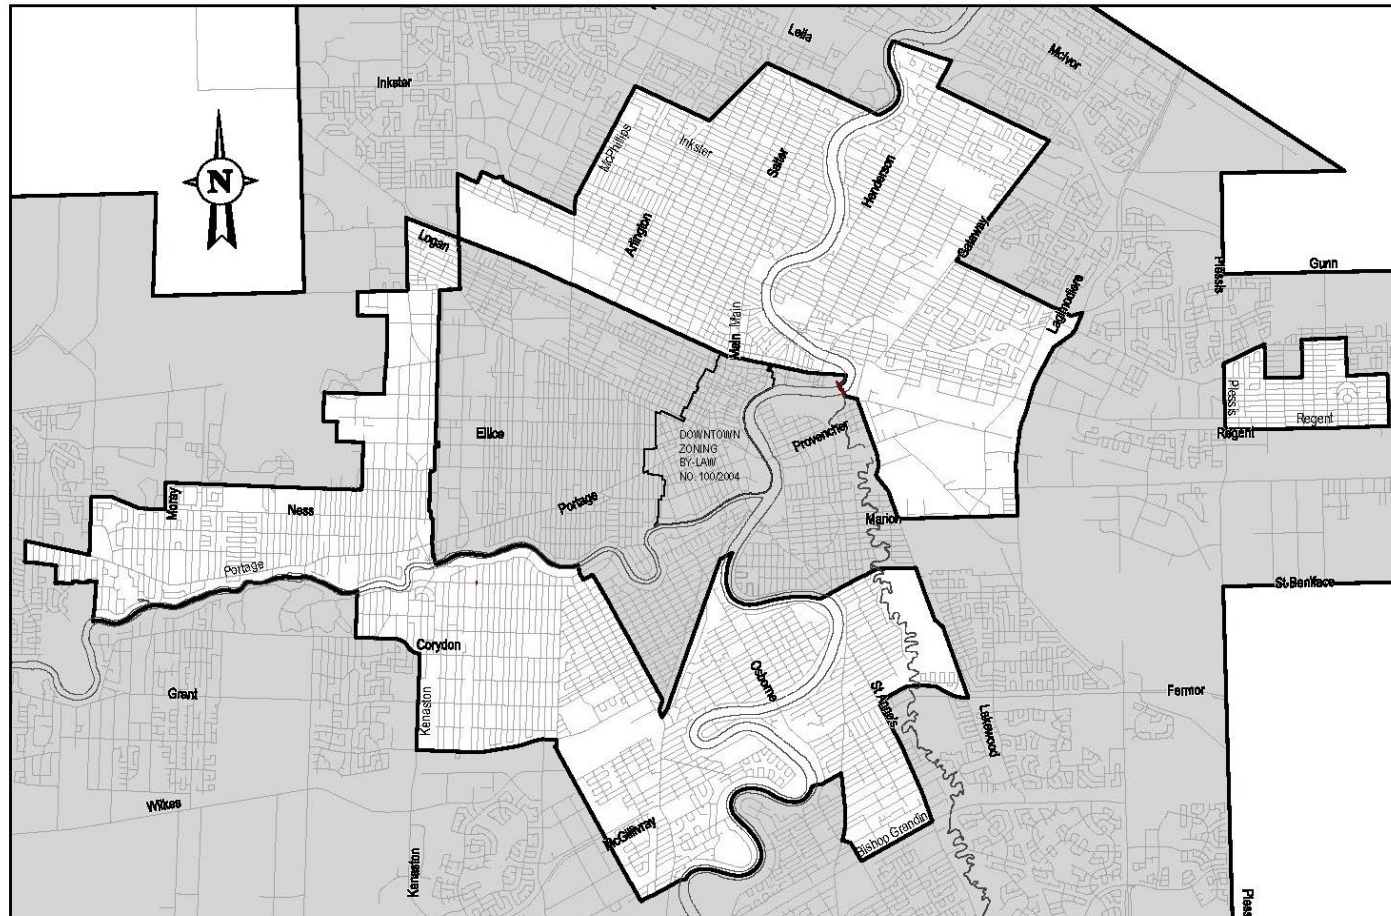 Leila
McIvor
Inkster
McPhillips
Inkster
Salter
Henderson
N
Arlington
Gateway
Logan
Plessis
Gunn
Lagimodiere
Main
Main
Plessis
Regent
Regent
Ellice
DOWNTOWN
ZONING
BY-LAW
NO. 100/2004
Provencher
Moray
Ness
Portage
Marion
Portage
St Boniface
Corydon
Grant
Kenaston
Osborne
St Anne's
Fermor
Lakewood
Wilkes
McGillivray
Bishop Grandin
Kenaston
Pless